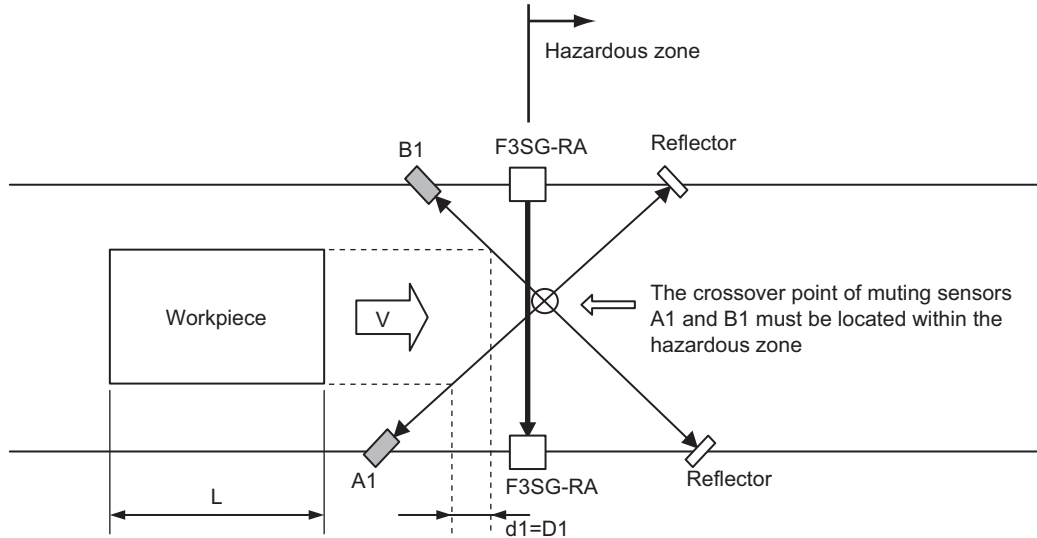 Hazardous zone
B1
F3SG-RA
Reflector
Workpiece
V
The crossover point of muting sensors
A1 and B1 must be located within the
hazardous zone
A1
F3SG-RA
Reflector
L
d1=D1